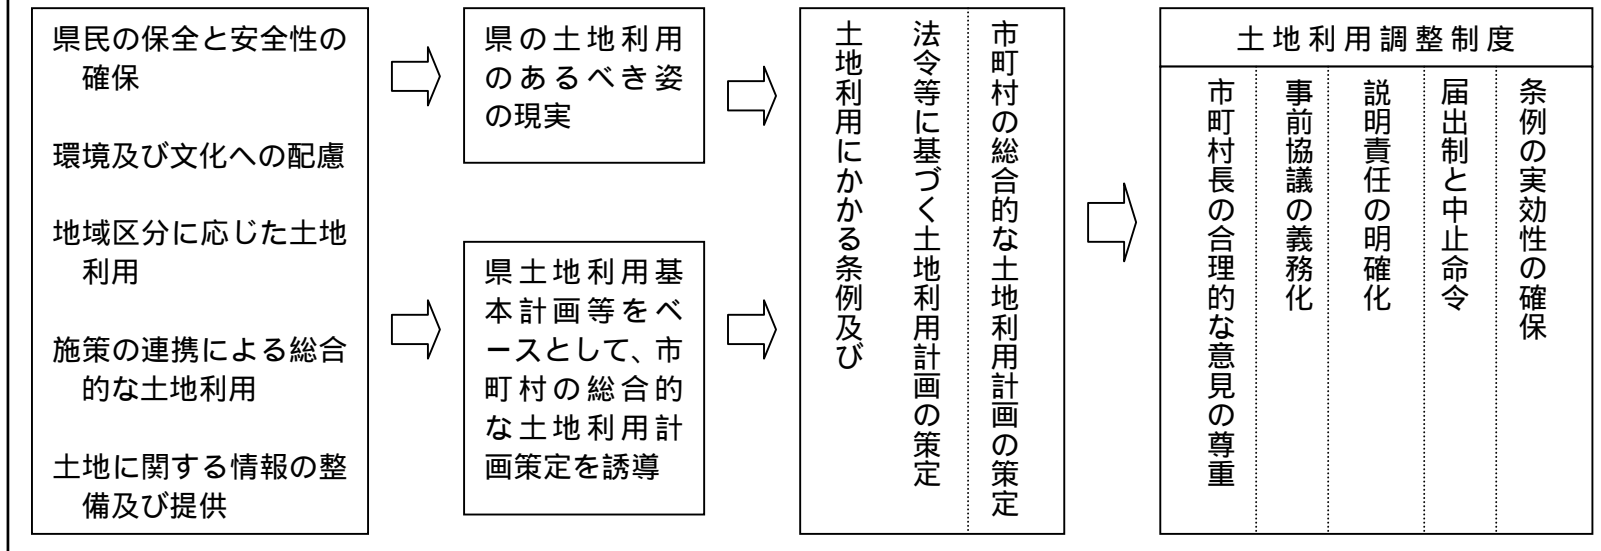 県民の保全と安全性の
確保
環境及び文化への配慮
地域区分に応じた土地
利用
施策の連携による総合
的な土地利用
土地に関する情報の整
備及び提供
県の土地利用
のあるべき姿
の現実
県土地利用基
本計画等をベ
ースとして、市
町村の総合的
な土地利用計
画策定を誘導
市町村の総合的な土地利用計画の策定
法令等に基づく土地利用計画の策定
土地利用にかかる条例及び
土地利用調整制度
条例の実効性の確保
届出制と中止命令
説明責任の明確化
事前協議の義務化
市町村長の合理的な意見の尊重